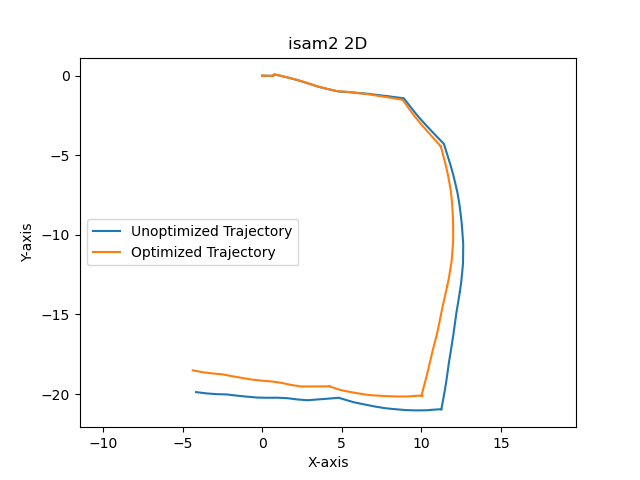 isam2 2D
0
−5
−10
−15
−20
Y-axis
Unoptimized Trajectory
Optimized Trajectory
−10
−5
0
5
10
15
X-axis